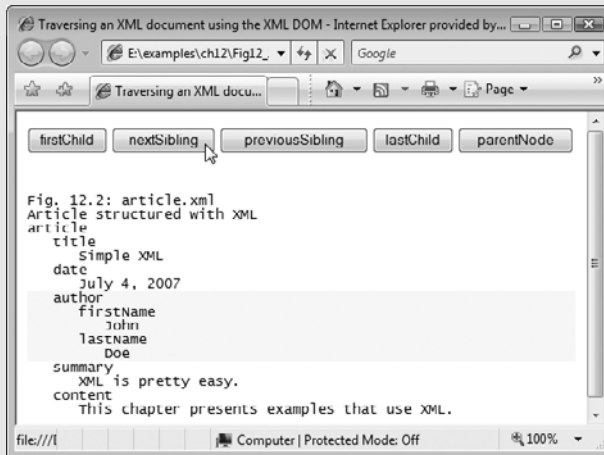 Traversing an XML document using the XML DOM - Internet Explorer provided by...
E:\examples\ch12\Fig12_
Google
Traversing an XML docu...
Page
»
firstChild nextSibling previousSibling lastChild parentNode
Fig. 12.2: article.xml
Article structured with XML
article
title
Simple XML
date
July 4, 2007
author
firstName
John
lastName
Doe
summary
XML is pretty easy.
content
This chapter presents examples that use XML.
file:///
Computer | Protected Mode: Off
100%